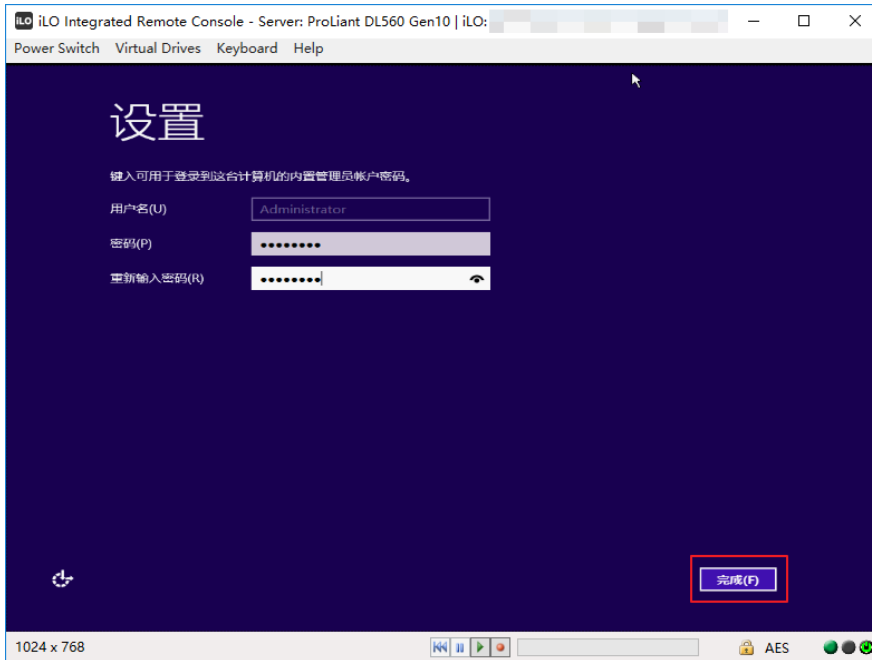 iLO iLO Integrated Remote Console - Server: ProLiant DL560 Gen10 | iLO:
Power Switch Virtual Drives Keyboard Help
设置
键入可用于登录到这台计算机的内置管理员帐户密码。
用户名(U) Administrator
密码(P) ●●●●●●●●
重新输入密码(R) ●●●●●●●●
完成(F)
1024 x 768 AES